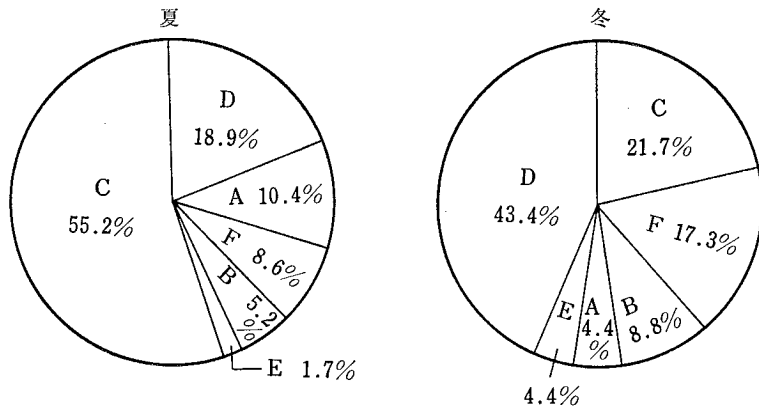 夏
D
18.9%
C
55.2%
A 10.4%
F 8.6%
B 5.2%
E 1.7%
冬
C
21.7%
D
43.4%
F 17.3%
B
8.8%
A
4.4%
E
4.4%